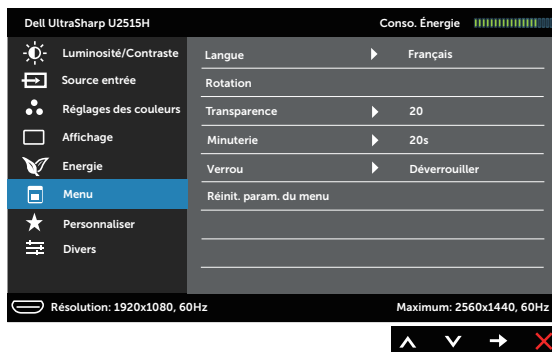 Dell UltraSharp U2515H Conso. Énergie
Luminosité/Contraste
Source entrée
Réglages des couleurs
Affichage
Energie
Menu
Personnaliser
Divers
Langue Français
Rotation
Transparence 20
Minuterie 20s
Verrou Déverrouiller
Réinit. param. du menu
Résolution: 1920x1080, 60Hz Maximum: 2560x1440, 60Hz